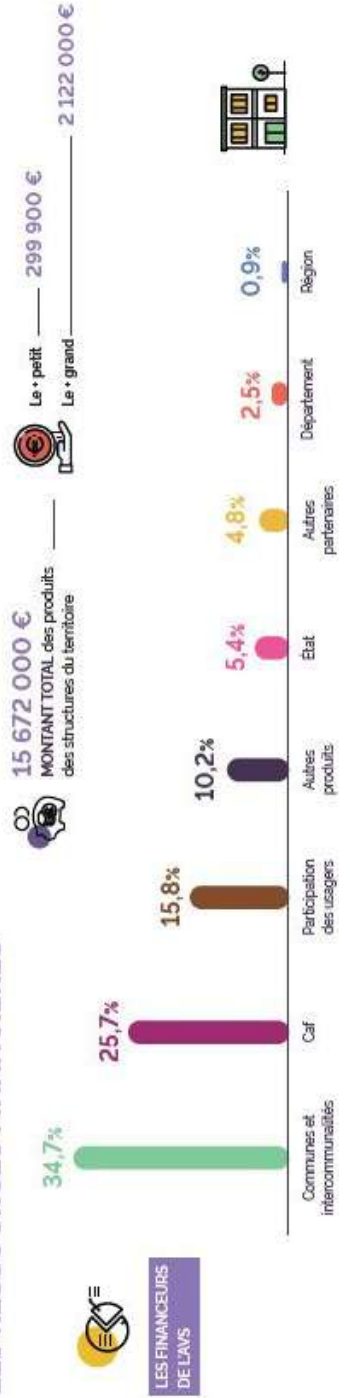 15 672 000 €
MONTANT TOTAL des produits
des structures du territoire
Le + petit
299 900 €
Le + grand
2 122 000 €
LES FINANCEURS
DE L'AVS
34,7%
25,7%
15,8%
10,2%
5,4%
4,8%
2,5%
0,9%
Communes et
intercommunalités
Caf
Participation
des usagers
Autres
produits
Etat
Autres
partenaires
Département
Région